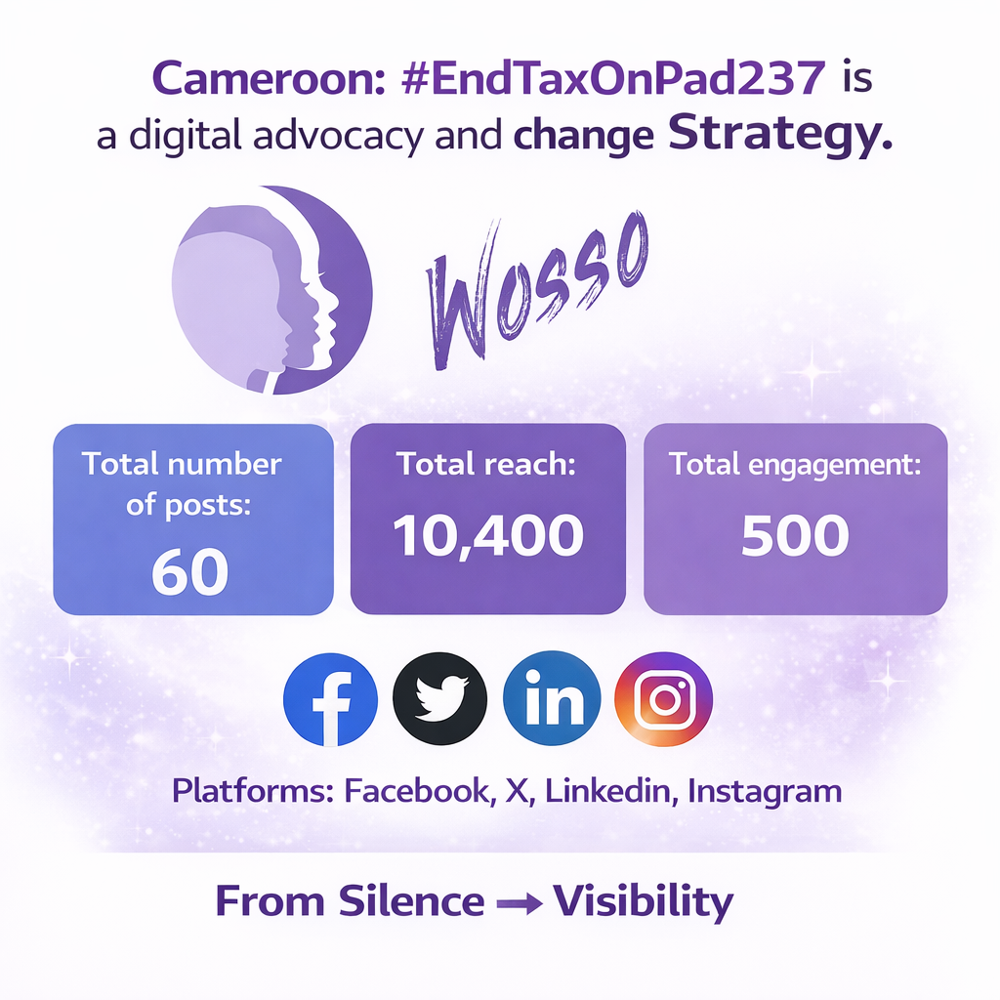 Cameroon: #EndTaxOnPad237 is
a digital advocacy and change Strategy.
Wosso
Total number
of posts:
60
Total reach:
10,400
Total engagement:
500
f
in
Platforms: Facebook, X, Linkedin, Instagram
From Silence → Visibility